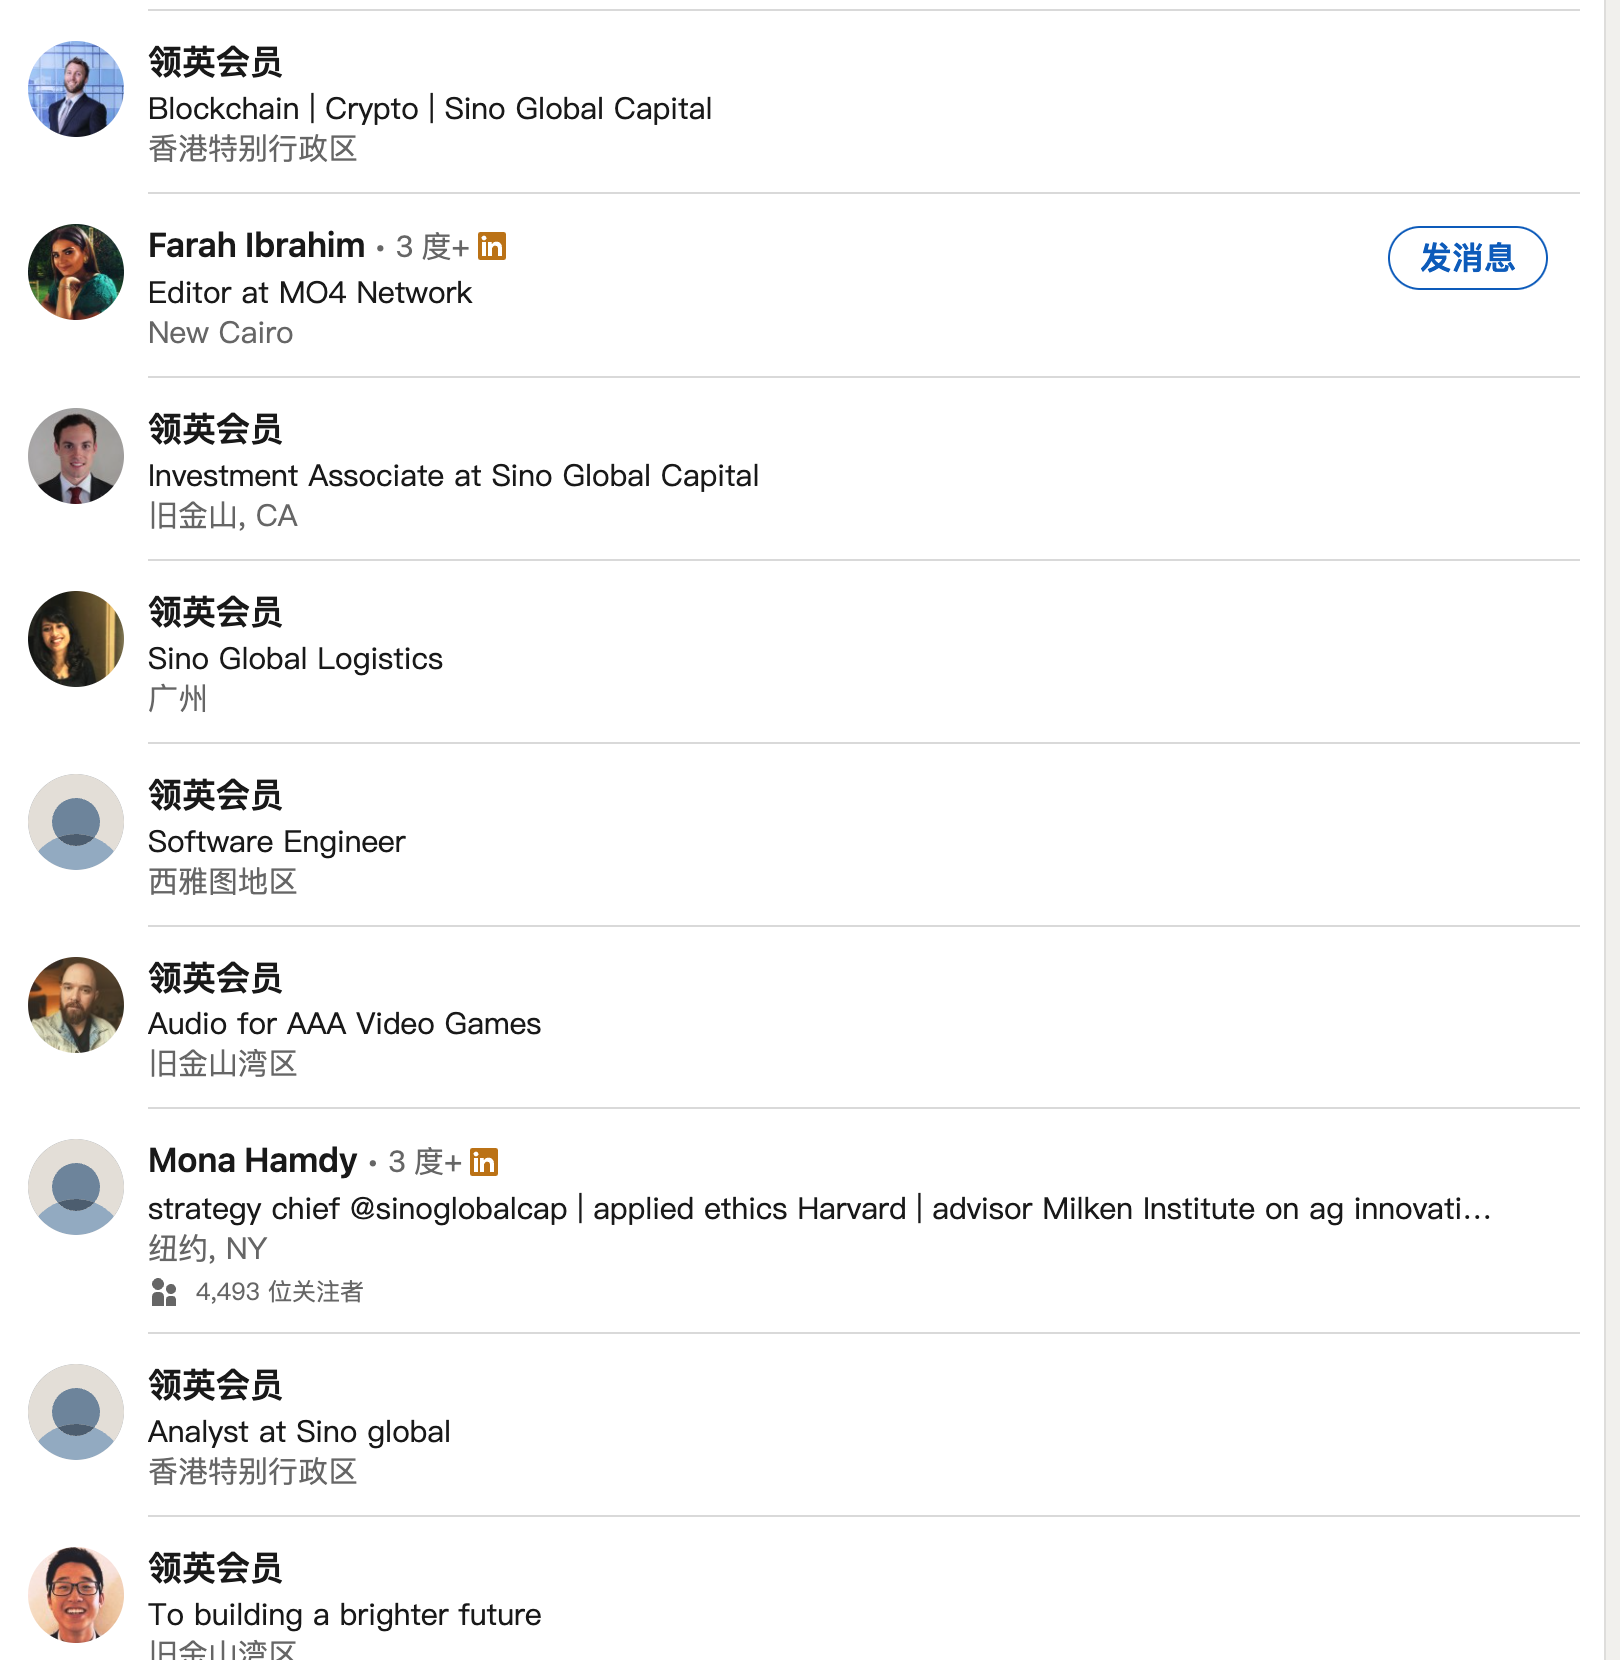 领英会员
Blockchain | Crypto | Sino Global Capital
香港特别行政区
Farah Ibrahim • 3 度+ in
发消息
Editor at MO4 Network
New Cairo
领英会员
Investment Associate at Sino Global Capital
旧金山, CA
领英会员
Sino Global Logistics
广州
领英会员
Software Engineer
西雅图地区
领英会员
Audio for AAA Video Games
旧金山湾区
Mona Hamdy • 3 度+ in
strategy chief @sinoglobalcap | applied ethics Harvard | advisor Milken Institute on ag innovati...
纽约, NY
4,493 位关注者
领英会员
Analyst at Sino global
香港特别行政区
领英会员
To building a brighter future
旧金山湾区